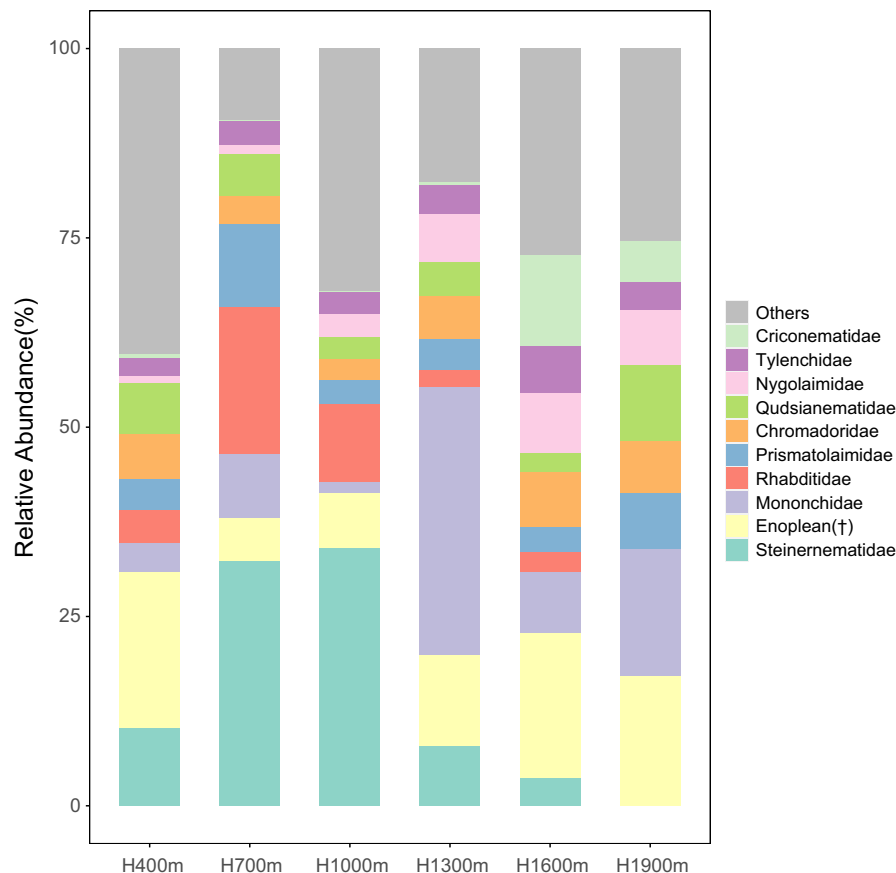 Relative Abundance(%)
100
75
50
25
0
H400m
H700m
H1000m
H1300m
H1600m
H1900m
Others
Criconematidae
Tylenchidae
Nygolaimidae
Qudsianematidae
Chromadoridae
Prismatolaimidae
Rhabditidae
Mononchidae
Enoplean(†)
Steinernematidae